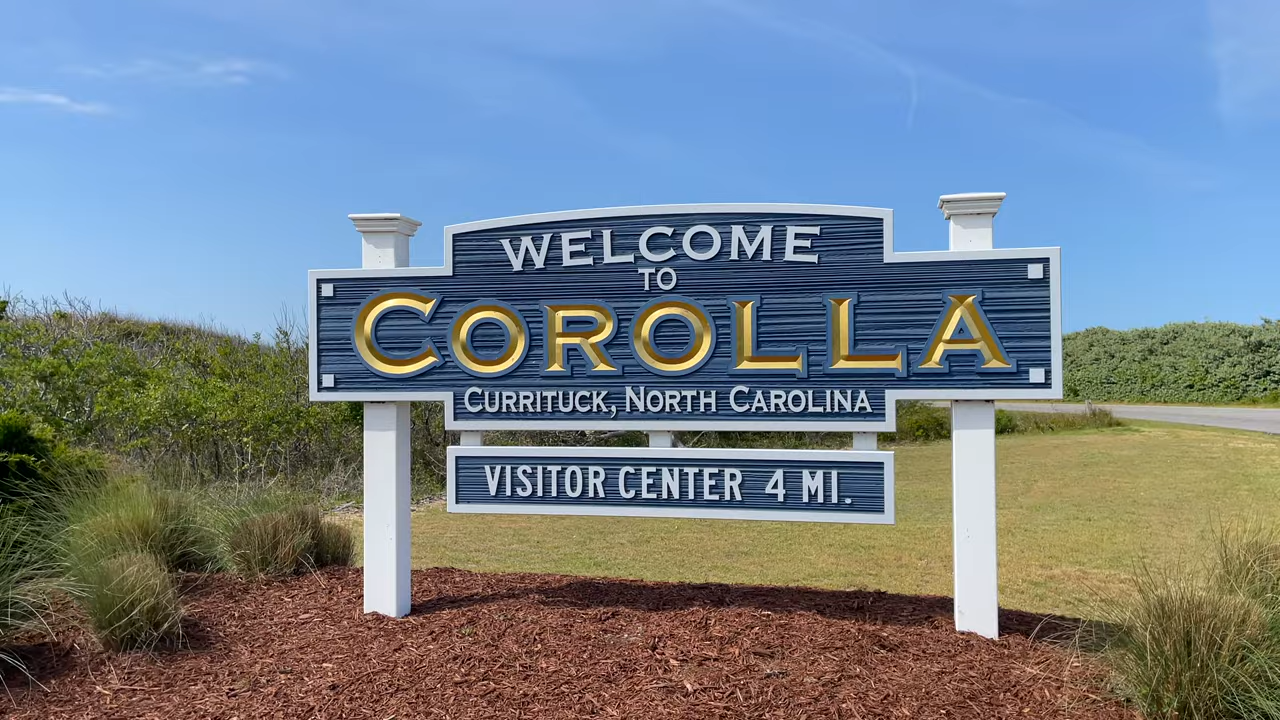 WELCOME
TO
COROLLA
CURRITUCK, NORTH CAROLINA
VISITOR CENTER 4 MI.